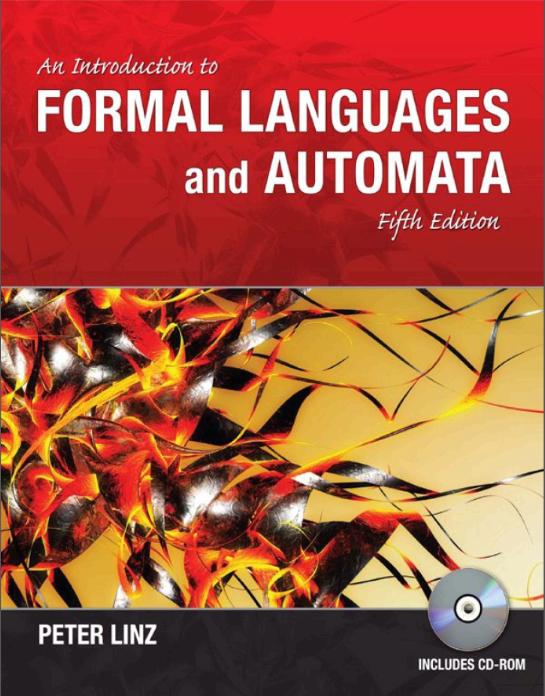 An Introduction to
FORMAL LANGUAGES
and AUTOMATA
Fifth Edition
PETER LINZ
INCLUDES CD-ROM